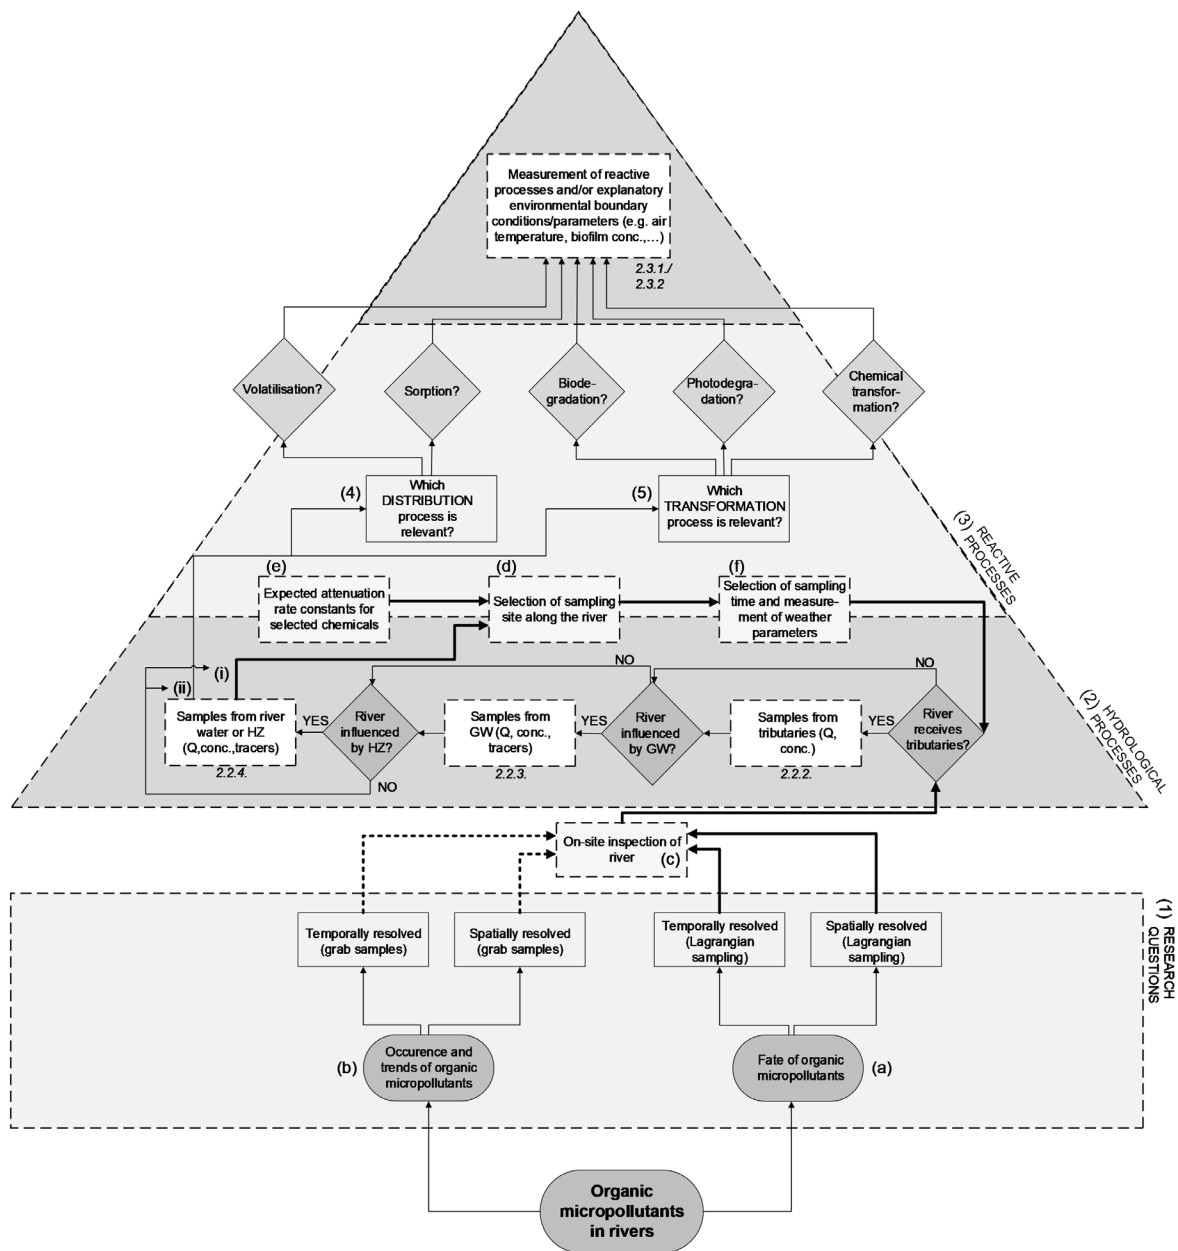 Measurement of reactive
processes and/or explanatory
environmental boundary
conditions/parameters (e.g. air
temperature, biofilm conc.,...)
2.3.1./
2.3.2
Volatilisation?
Sorption?
Biode-
gradation?
Photodegra-
dation?
Chemical
transfor-
mation?
(4)
Which
DISTRIBUTION
process is
relevant?
(5)
Which
TRANSFORMATION
process is relevant?
(3) REACTIVE
PROCESSES
(e)
Expected attenuation
rate constants for
selected chemicals
(d)
Selection of sampling
site along the river
(f)
Selection of sampling
time and measure-
ment of weather
parameters
(i)
(ii)
NO
NO
Samples from river
water or HZ
(Q,conc.,tracers)
2.2.4.
YES
River
influenced
by HZ?
NO
Samples from
GW (Q, conc.,
tracers)
2.2.3.
YES
River
influenced
by GW?
Samples from
tributaries (Q,
conc.)
2.2.2.
YES
River
receives
tributaries?
(2) HYDROLOGICAL
PROCESSES
On-site inspection of
river
(c)
Temporally resolved
(grab samples)
Spatially resolved
(grab samples)
Temporally resolved
(Lagrangian
sampling)
Spatially resolved
(Lagrangian
sampling)
(1) RESEARCH
QUESTIONS
(b)
Occurence and
trends of organic
micropollutants
Fate of organic
micropollutants
(a)
Organic
micropollutants
in rivers